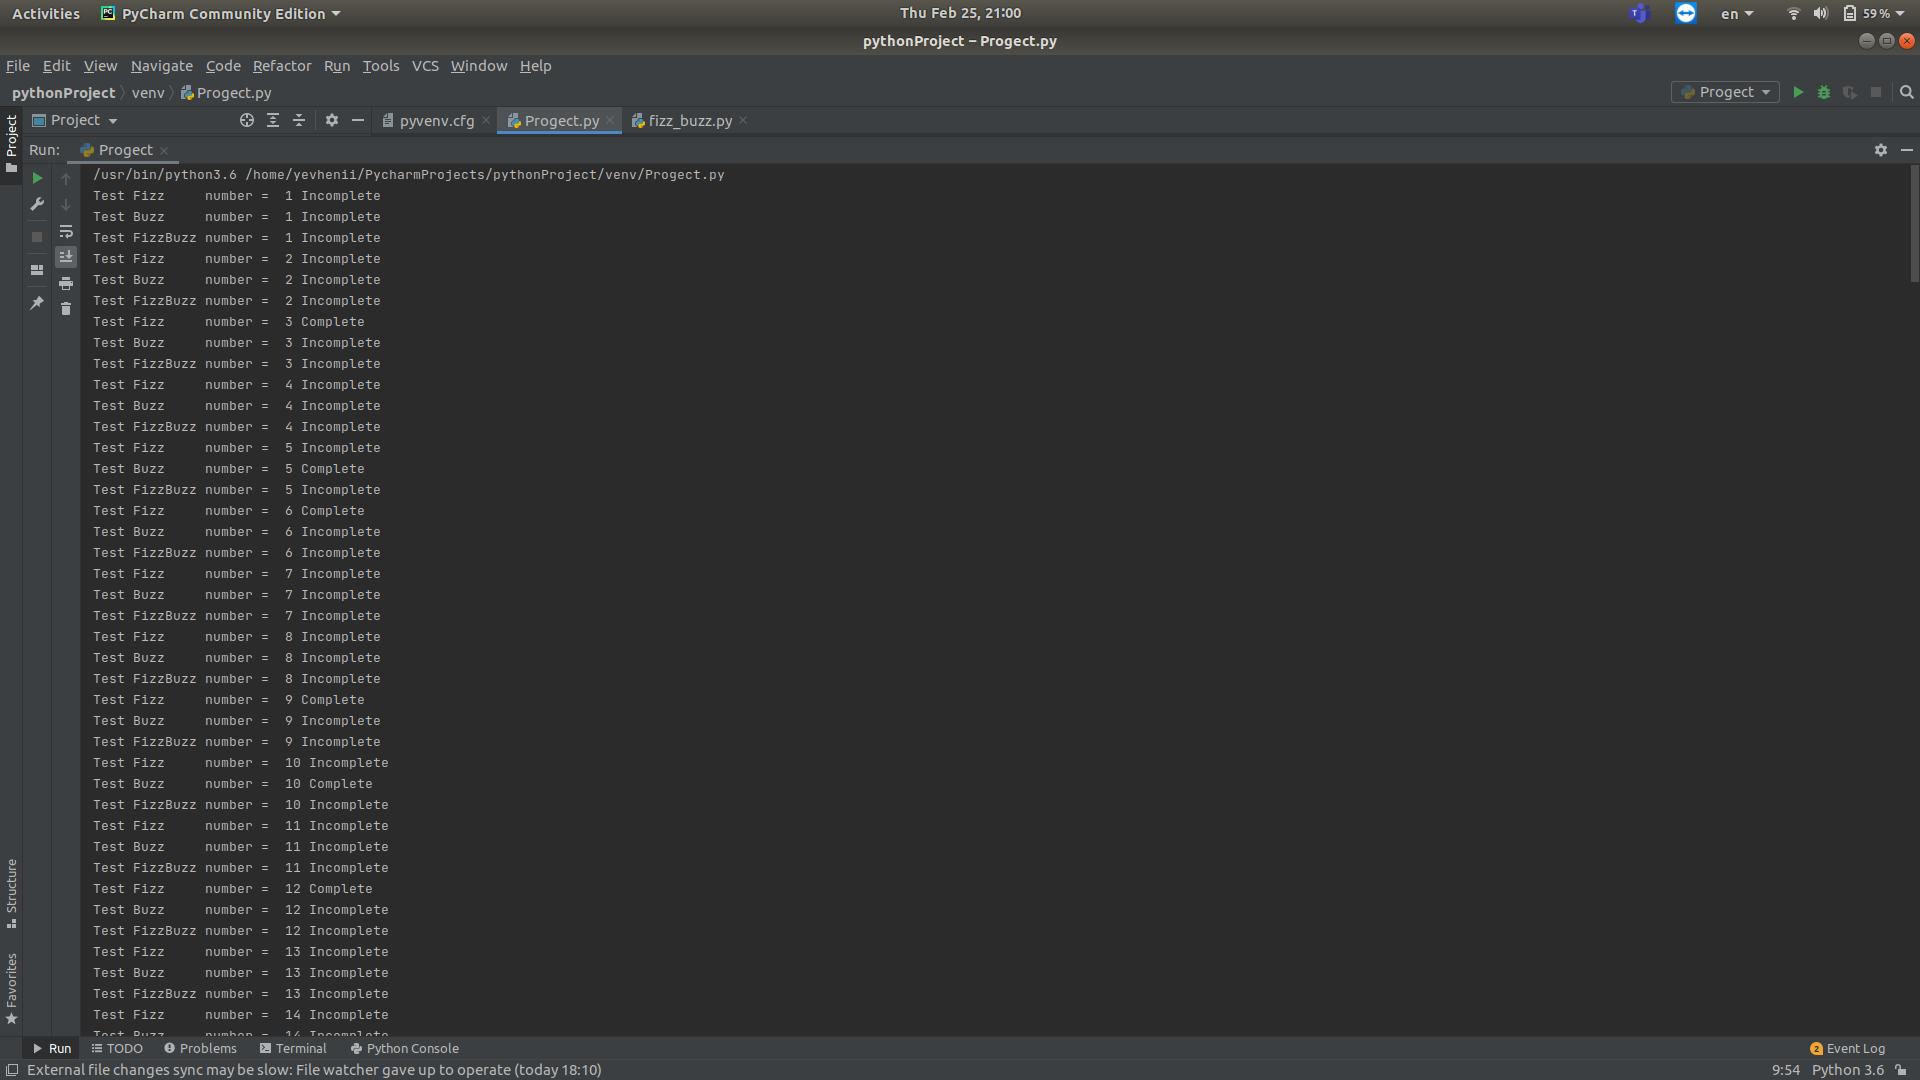 Activities PyCharm Community Edition Thu Feb 25, 21:00 en 59 %
pythonProject – Progect.py
File Edit View Navigate Code Refactor Run Tools VCS Window Help
pythonProject venv Progect.py Progect
Project Project pyvenv.cfg Progect.py fizz_buzz.py
Run: Progect
/usr/bin/python3.6 /home/yevhenii/PycharmProjects/pythonProject/venv/Progect.py
Test Fizz     number =  1 Incomplete
Test Buzz     number =  1 Incomplete
Test FizzBuzz number =  1 Incomplete
Test Fizz     number =  2 Incomplete
Test Buzz     number =  2 Incomplete
Test FizzBuzz number =  2 Incomplete
Test Fizz     number =  3 Complete
Test Buzz     number =  3 Incomplete
Test FizzBuzz number =  3 Incomplete
Test Fizz     number =  4 Incomplete
Test Buzz     number =  4 Incomplete
Test FizzBuzz number =  4 Incomplete
Test Fizz     number =  5 Incomplete
Test Buzz     number =  5 Complete
Test FizzBuzz number =  5 Incomplete
Test Fizz     number =  6 Complete
Test Buzz     number =  6 Incomplete
Test FizzBuzz number =  6 Incomplete
Test Fizz     number =  7 Incomplete
Test Buzz     number =  7 Incomplete
Test FizzBuzz number =  7 Incomplete
Test Fizz     number =  8 Incomplete
Test Buzz     number =  8 Incomplete
Test FizzBuzz number =  8 Incomplete
Test Fizz     number =  9 Complete
Test Buzz     number =  9 Incomplete
Test FizzBuzz number =  9 Incomplete
Test Fizz     number =  10 Incomplete
Test Buzz     number =  10 Complete
Test FizzBuzz number =  10 Incomplete
Test Fizz     number =  11 Incomplete
Test Buzz     number =  11 Incomplete
Test FizzBuzz number =  11 Incomplete
Test Fizz     number =  12 Complete
Test Buzz     number =  12 Incomplete
Test FizzBuzz number =  12 Incomplete
Test Fizz     number =  13 Incomplete
Test Buzz     number =  13 Incomplete
Test FizzBuzz number =  13 Incomplete
Test Fizz     number =  14 Incomplete
Test Buzz     number =  14 Incomplete
Structure
Favorites
Run TODO Problems Terminal Python Console 2 Event Log
External file changes sync may be slow: File watcher gave up to operate (today 18:10) 9:54 Python 3.6